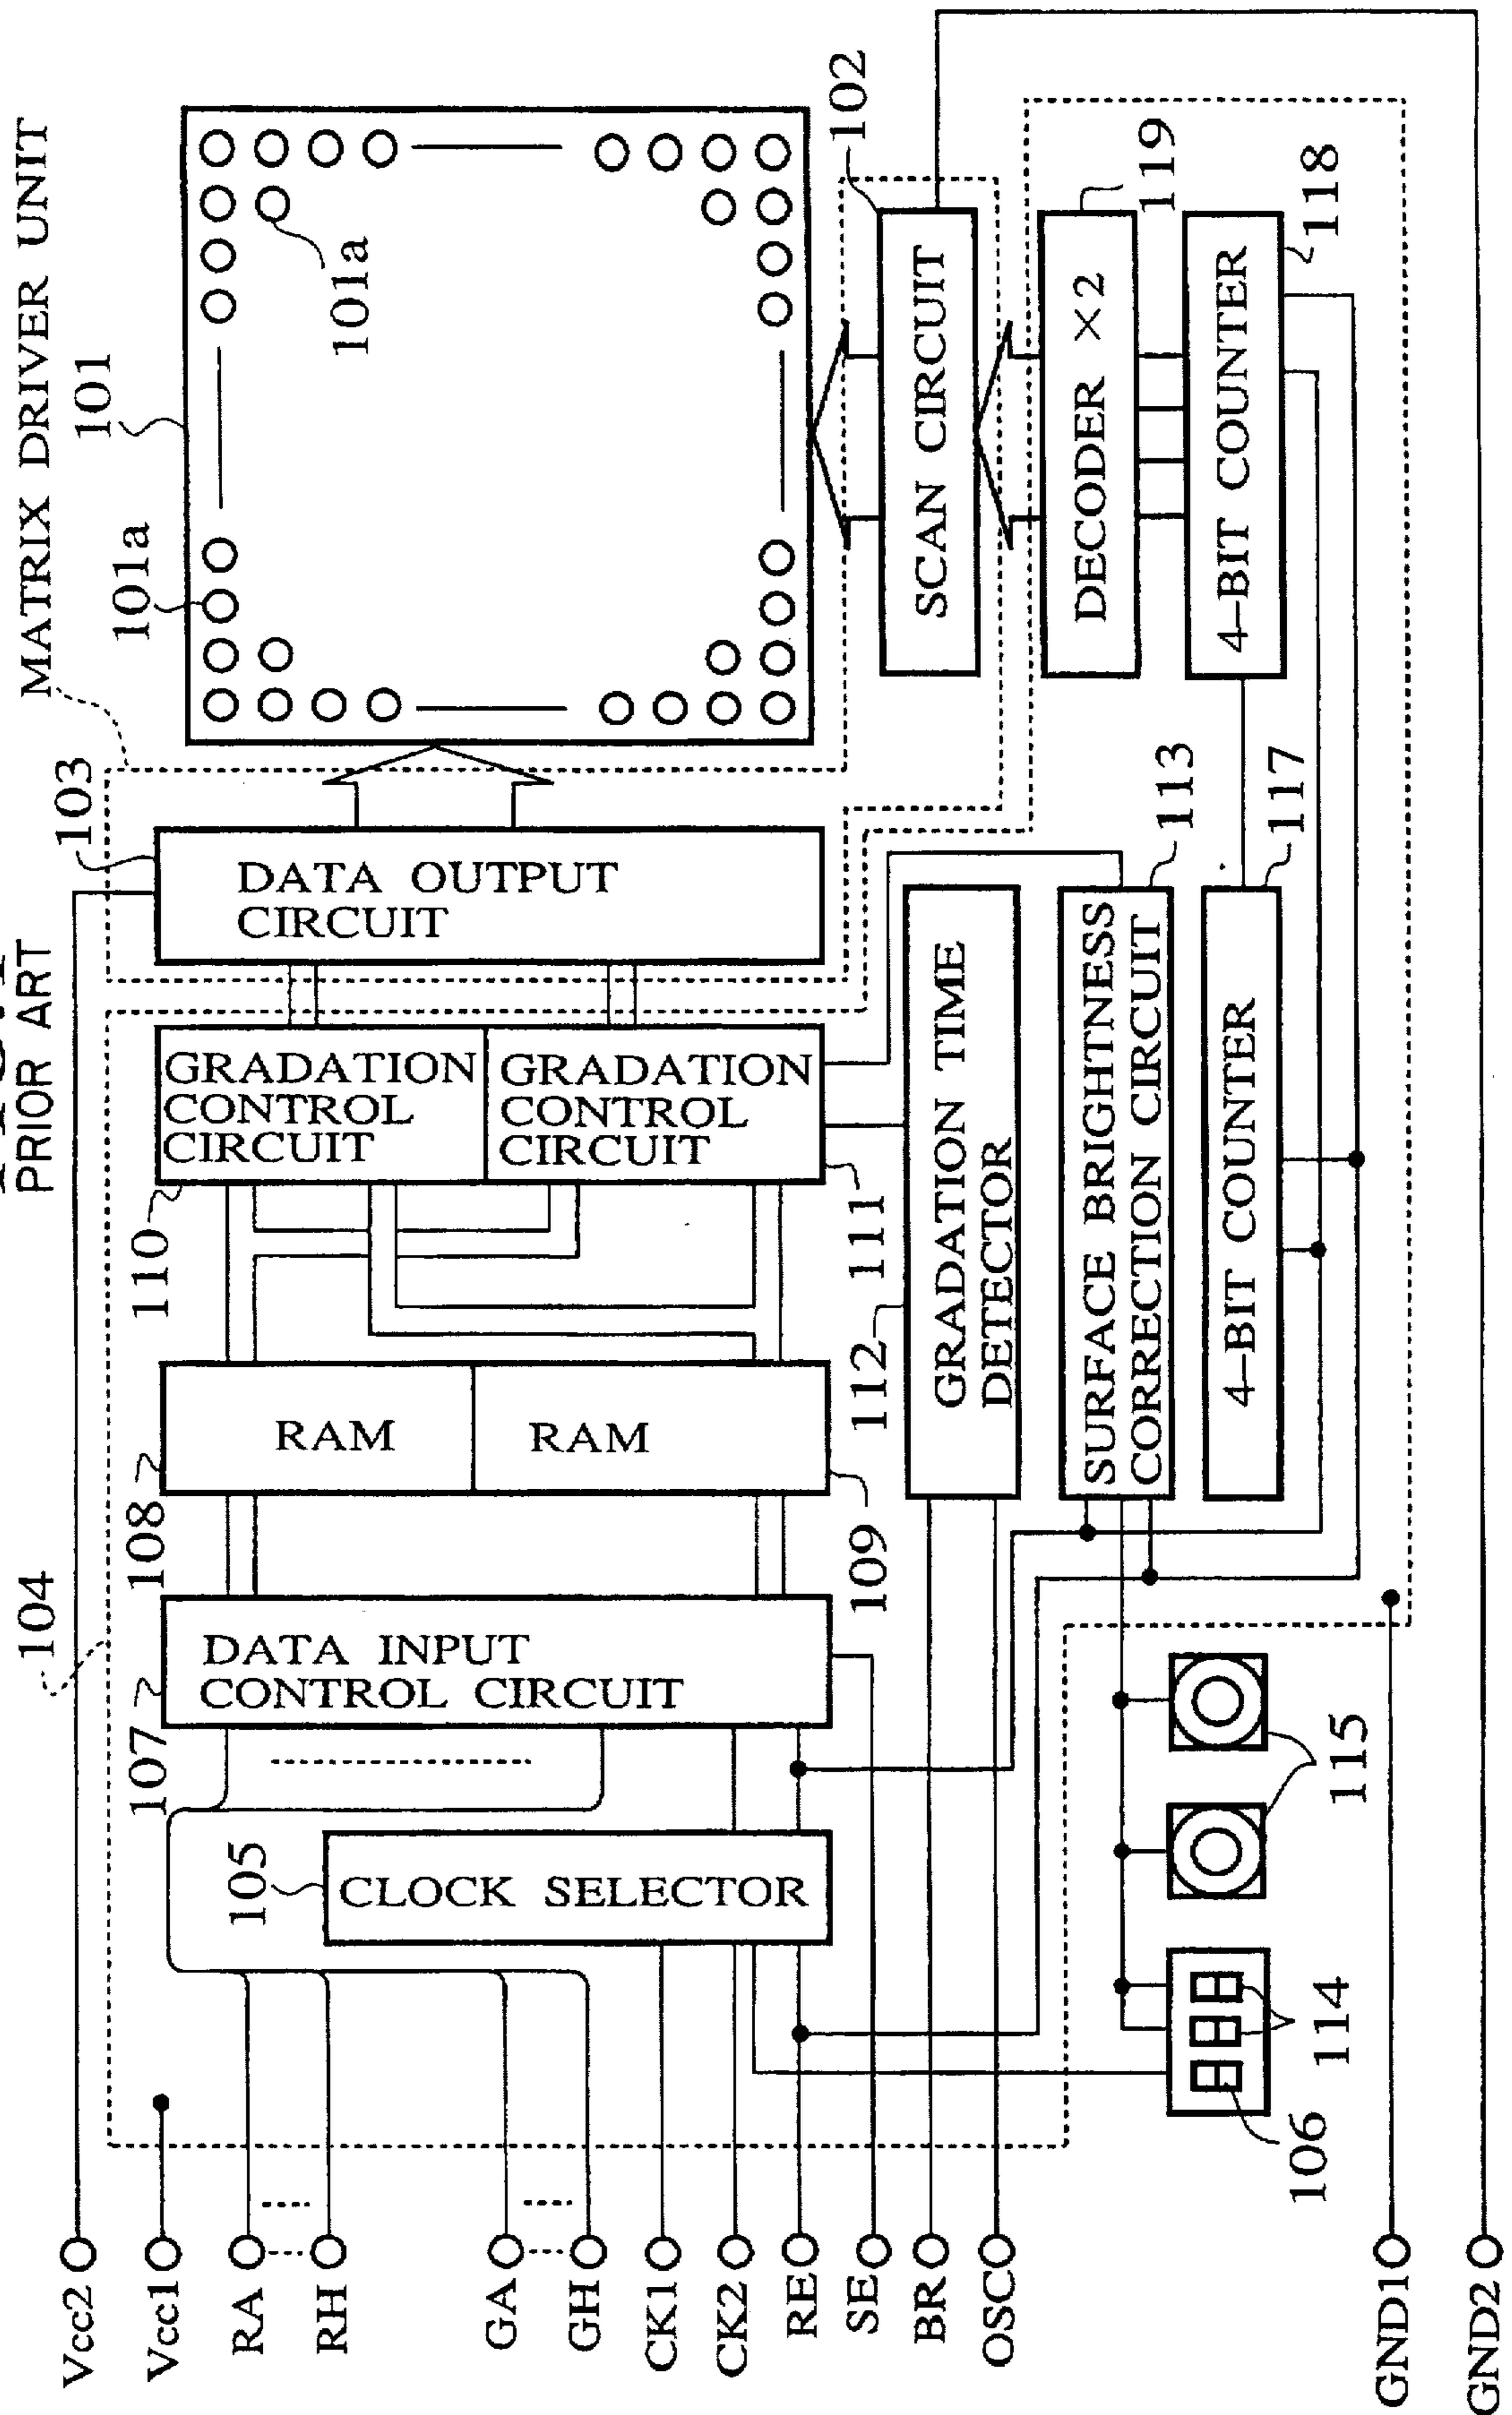 PRIOR ART
MATRIX DRIVER UNIT
104
103
101
101a
101a
102
Vcc2
Vcc1
RA
RH
GA
GH
CK1
CK2
RE
SE
BR
OSC
GND1
GND2
105
CLOCK SELECTOR
107
DATA INPUT
CONTROL CIRCUIT
108
RAM
RAM
109
110
GRADATION
CONTROL
CIRCUIT
GRADATION
CONTROL
CIRCUIT
111
DATA OUTPUT
CIRCUIT
112
GRADATION TIME
DETECTOR
SURFACE BRIGHTNESS
CORRECTION CIRCUIT
113
4-BIT COUNTER
117
SCAN CIRCUIT
DECODER ×2
119
4-BIT COUNTER
118
106
114
115